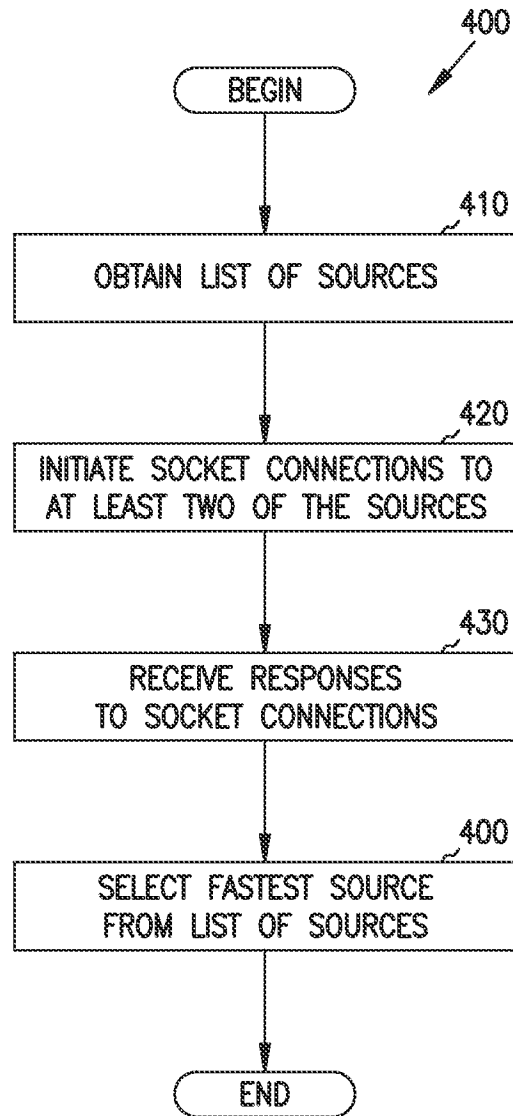 400
BEGIN
410
OBTAIN LIST OF SOURCES
420
INITIATE SOCKET CONNECTIONS TO
AT LEAST TWO OF THE SOURCES
430
RECEIVE RESPONSES
TO SOCKET CONNECTIONS
400
SELECT FASTEST SOURCE
FROM LIST OF SOURCES
END